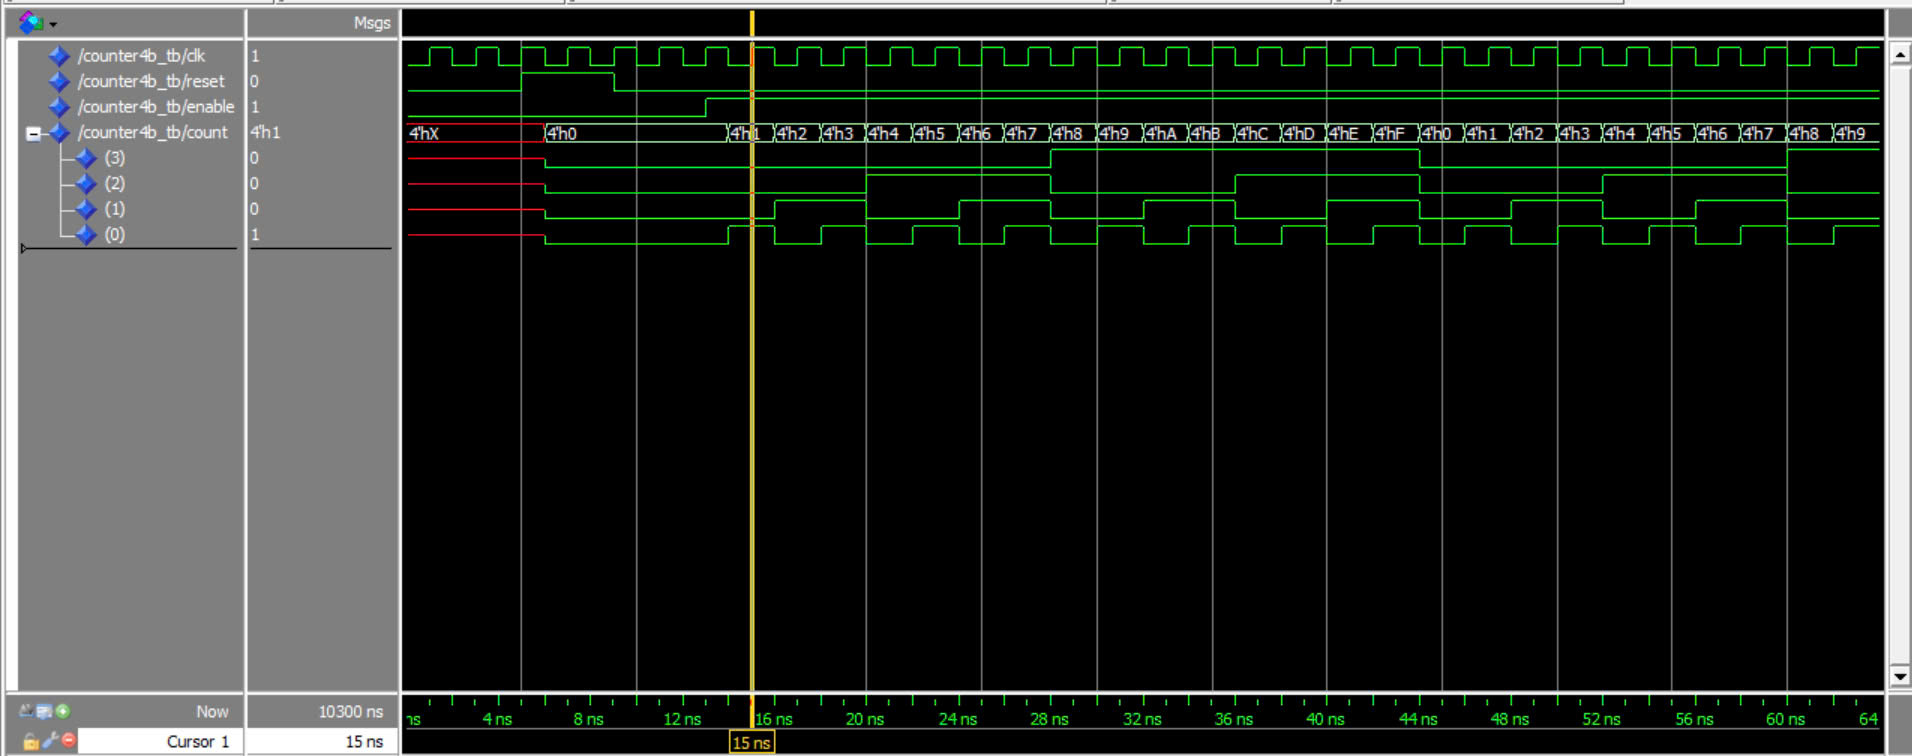 Msgs
/counter4b_tb/clk 1
/counter4b_tb/reset 0
/counter4b_tb/enable 1
/counter4b_tb/count 4'h1 4'hX 4'h0 4'h1 4'h2 4'h3 4'h4 4'h5 4'h6 4'h7 4'h8 4'h9 4'hA 4'hB 4'hC 4'hD 4'hE 4'hF 4'h0 4'h1 4'h2 4'h3 4'h4 4'h5 4'h6 4'h7 4'h8 4'h9
(3) 0
(2) 0
(1) 0
(0) 1
Now 10300 ns ns 4 ns 8 ns 12 ns 16 ns 20 ns 24 ns 28 ns 32 ns 36 ns 40 ns 44 ns 48 ns 52 ns 56 ns 60 ns 64
Cursor 1 15 ns 15 ns